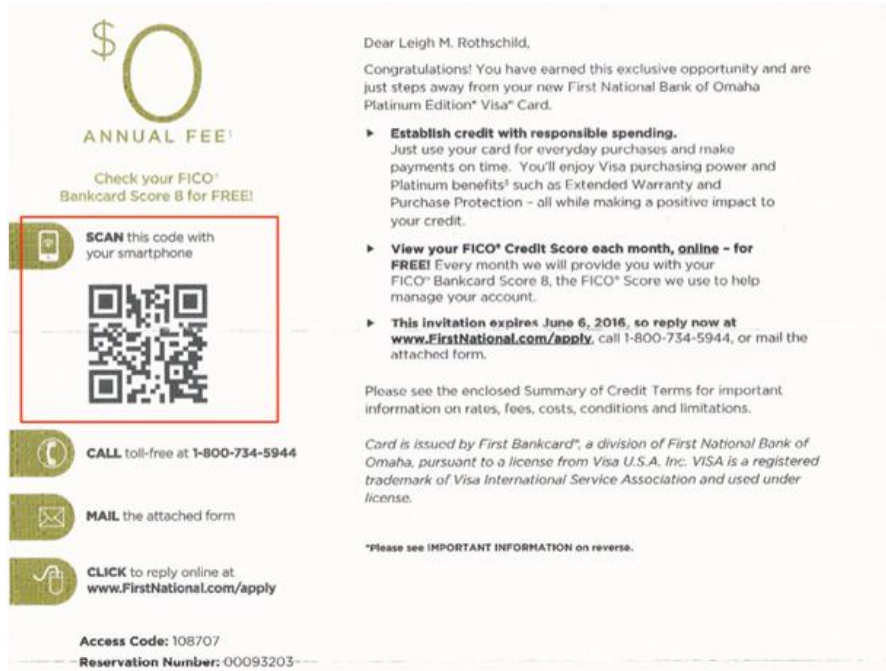 $0
ANNUAL FEE¹
Check your FICO®
Bankcard Score 8 for FREE!
SCAN this code with
your smartphone
CALL toll-free at 1-800-734-5944
MAIL the attached form
CLICK to reply online at
www.FirstNational.com/apply
Access Code: 108707
Reservation Number: 00093203
Dear Leigh M. Rothschild,
Congratulations! You have earned this exclusive opportunity and are
just steps away from your new First National Bank of Omaha
Platinum Edition® Visa® Card.
▸ Establish credit with responsible spending.
Just use your card for everyday purchases and make
payments on time. You'll enjoy Visa purchasing power and
Platinum benefits‡ such as Extended Warranty and
Purchase Protection – all while making a positive impact to
your credit.
▸ View your FICO® Credit Score each month, online – for
FREE! Every month we will provide you with your
FICO® Bankcard Score 8, the FICO® Score we use to help
manage your account.
▸ This invitation expires June 6, 2016, so reply now at
www.FirstNational.com/apply, call 1-800-734-5944, or mail the
attached form.
Please see the enclosed Summary of Credit Terms for important
information on rates, fees, costs, conditions and limitations.
Card is issued by First Bankcard®, a division of First National Bank of
Omaha, pursuant to a license from Visa U.S.A. Inc. VISA is a registered
trademark of Visa International Service Association and used under
license.
*Please see IMPORTANT INFORMATION on reverse.